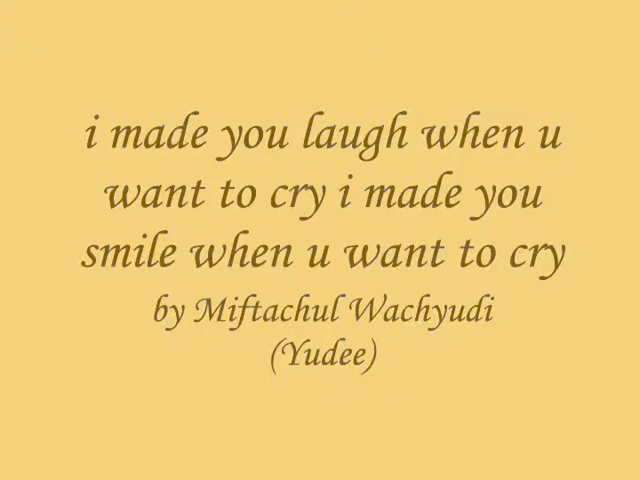 i made you laugh when u
want to cry i made you
smile when u want to cry
by Miftachul Wachyudi
(Yudee)